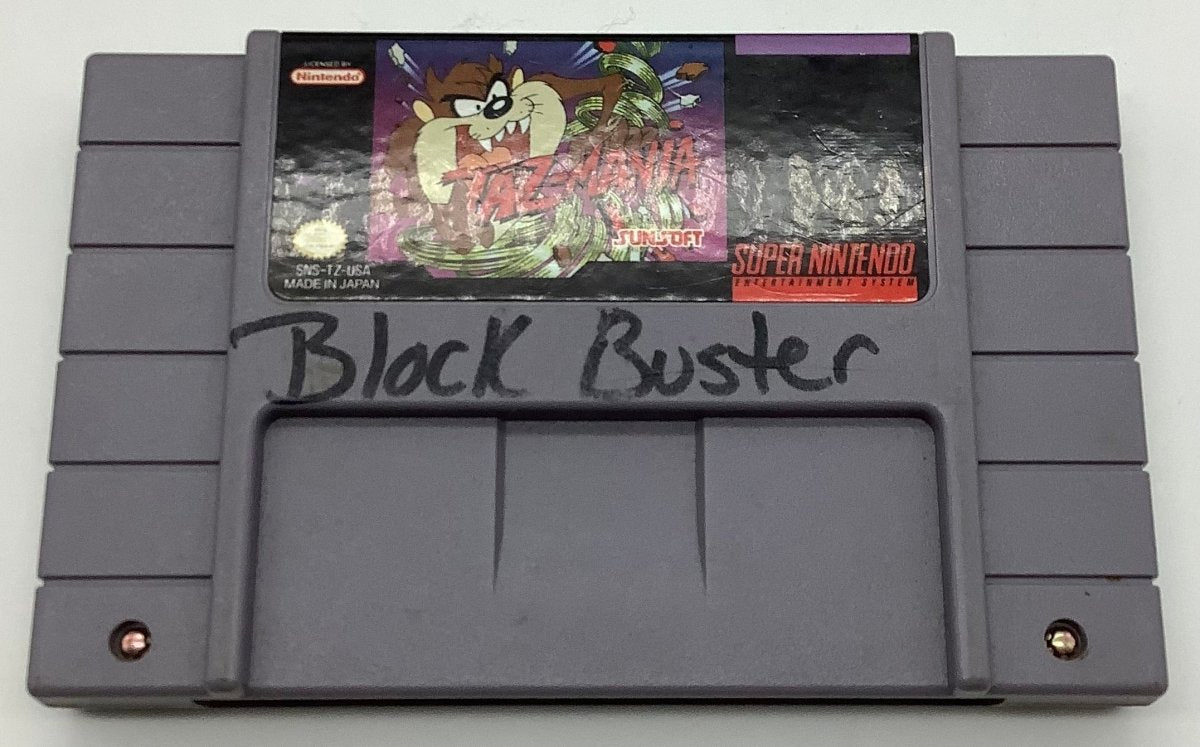 LICENSED BY
Nintendo
TAZ-MANIA
SUNSOFT
SNS-TZ-USA
MADE IN JAPAN
SUPER NINTENDO
ENTERTAINMENT SYSTEM
Block Buster